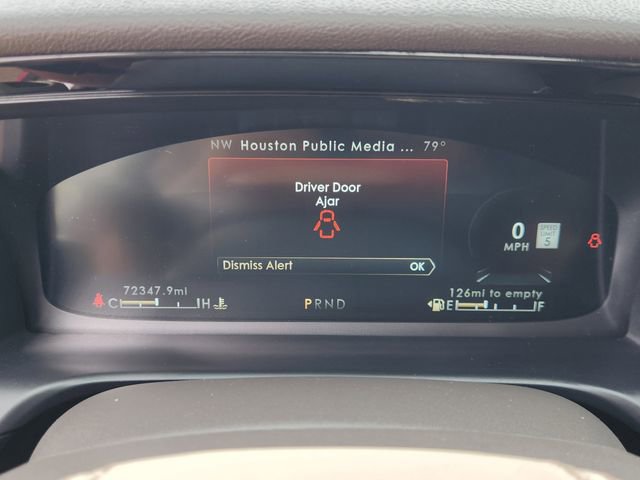 NW Houston Public Media ... 79°
Driver Door
Ajar
Dismiss Alert OK
0
MPH
SPEED
LIMIT
5
72347.9mi
126mi to empty
C H
PRND
E F